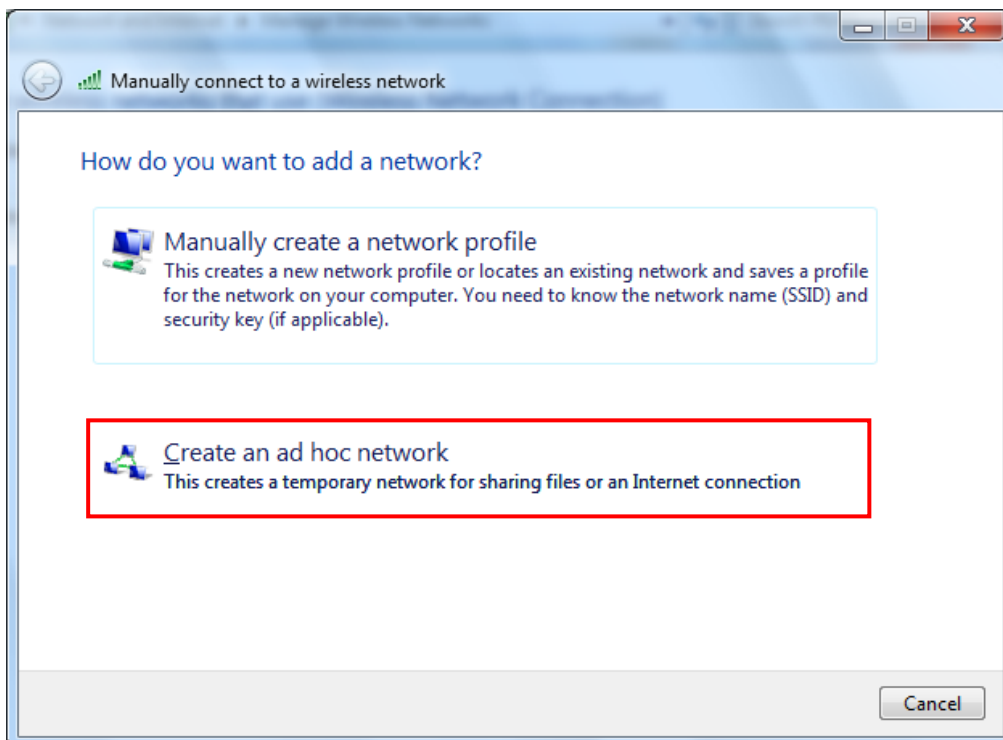 Manually connect to a wireless network
How do you want to add a network?
Manually create a network profile
This creates a new network profile or locates an existing network and saves a profile
for the network on your computer. You need to know the network name (SSID) and
security key (if applicable).
Create an ad hoc network
This creates a temporary network for sharing files or an Internet connection
Cancel